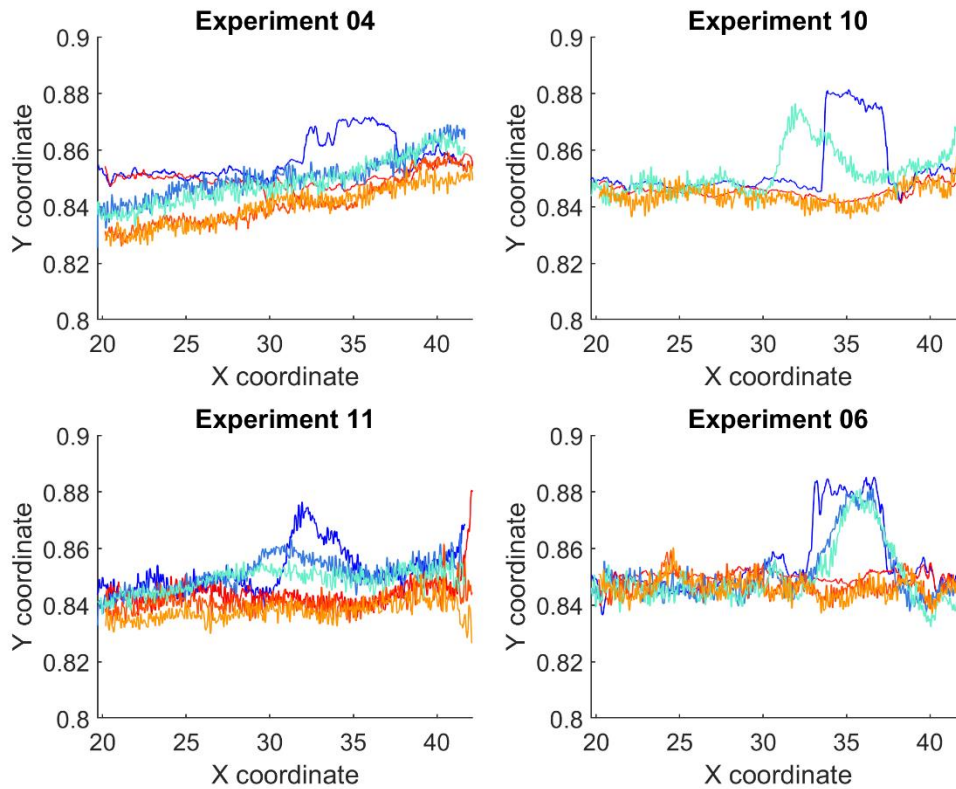 Experiment 04
0.9
0.88
0.86
0.84
0.82
0.8
Y coordinate
20 25 30 35 40
X coordinate
Experiment 10
0.9
0.88
0.86
0.84
0.82
0.8
Y coordinate
20 25 30 35 40
X coordinate
Experiment 11
0.9
0.88
0.86
0.84
0.82
0.8
Y coordinate
20 25 30 35 40
X coordinate
Experiment 06
0.9
0.88
0.86
0.84
0.82
0.8
Y coordinate
20 25 30 35 40
X coordinate